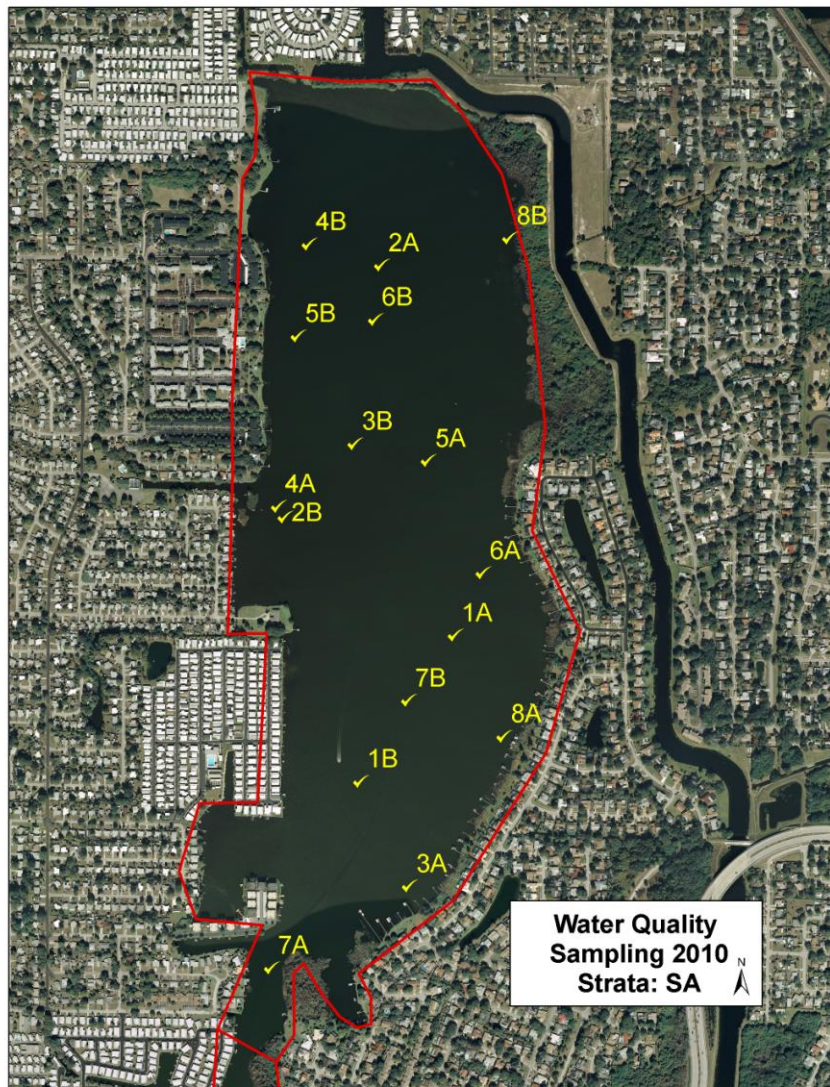 4B
8B
2A
6B
5B
3B
5A
4A
2B
6A
1A
7B
8A
1B
3A
7A
Water Quality
Sampling 2010
Strata: SA
N